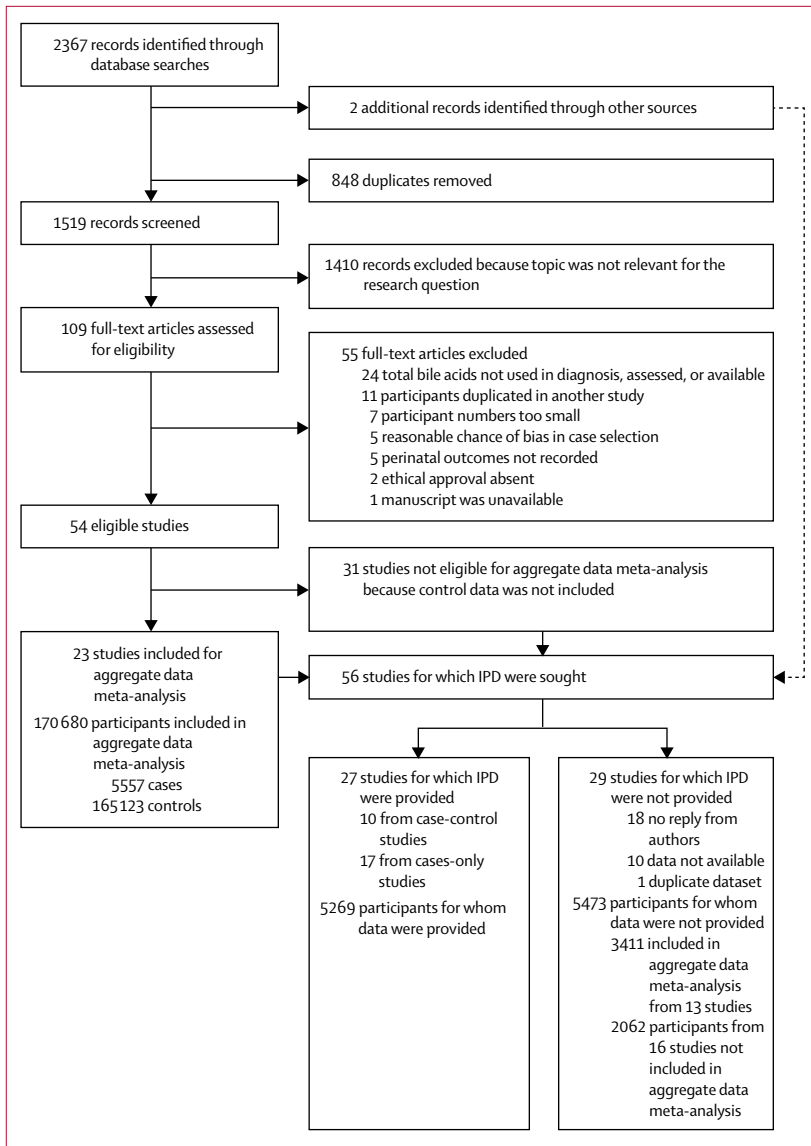 2367 records identified through
database searches
2 additional records identified through other sources
848 duplicates removed
1519 records screened
1410 records excluded because topic was not relevant for the
research question
109 full-text articles assessed
for eligibility
55 full-text articles excluded
24 total bile acids not used in diagnosis, assessed, or available
11 participants duplicated in another study
7 participant numbers too small
5 reasonable chance of bias in case selection
5 perinatal outcomes not recorded
2 ethical approval absent
1 manuscript was unavailable
54 eligible studies
31 studies not eligible for aggregate data meta-analysis
because control data was not included
23 studies included for
aggregate data
meta-analysis
170 680 participants included in
aggregate data
meta-analysis
5557 cases
165 123 controls
56 studies for which IPD were sought
27 studies for which IPD
were provided
10 from case-control
studies
17 from cases-only
studies
5269 participants for whom
data were provided
29 studies for which IPD
were not provided
18 no reply from
authors
10 data not available
1 duplicate dataset
5473 participants for whom
data were not provided
3411 included in
aggregate data
meta-analysis
from 13 studies
2062 participants from
16 studies not
included in
aggregate data
meta-analysis